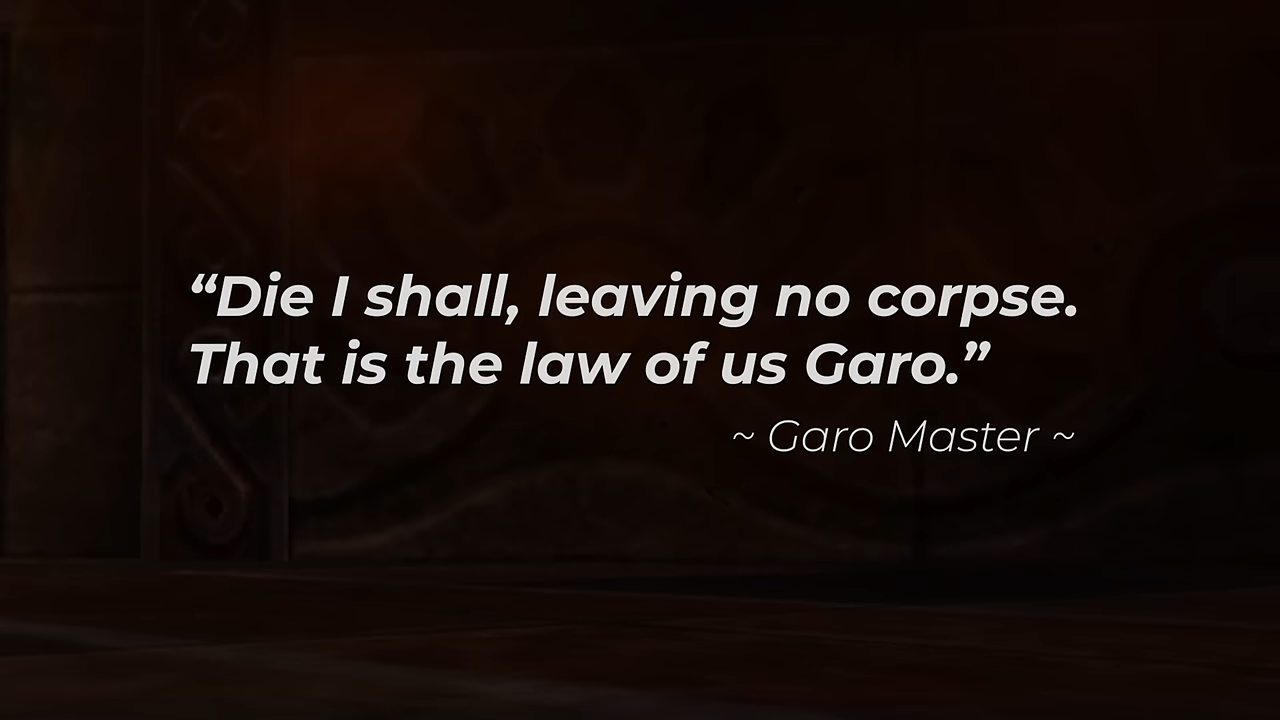 “Die I shall, leaving no corpse.
That is the law of us Garo.”
~ Garo Master ~